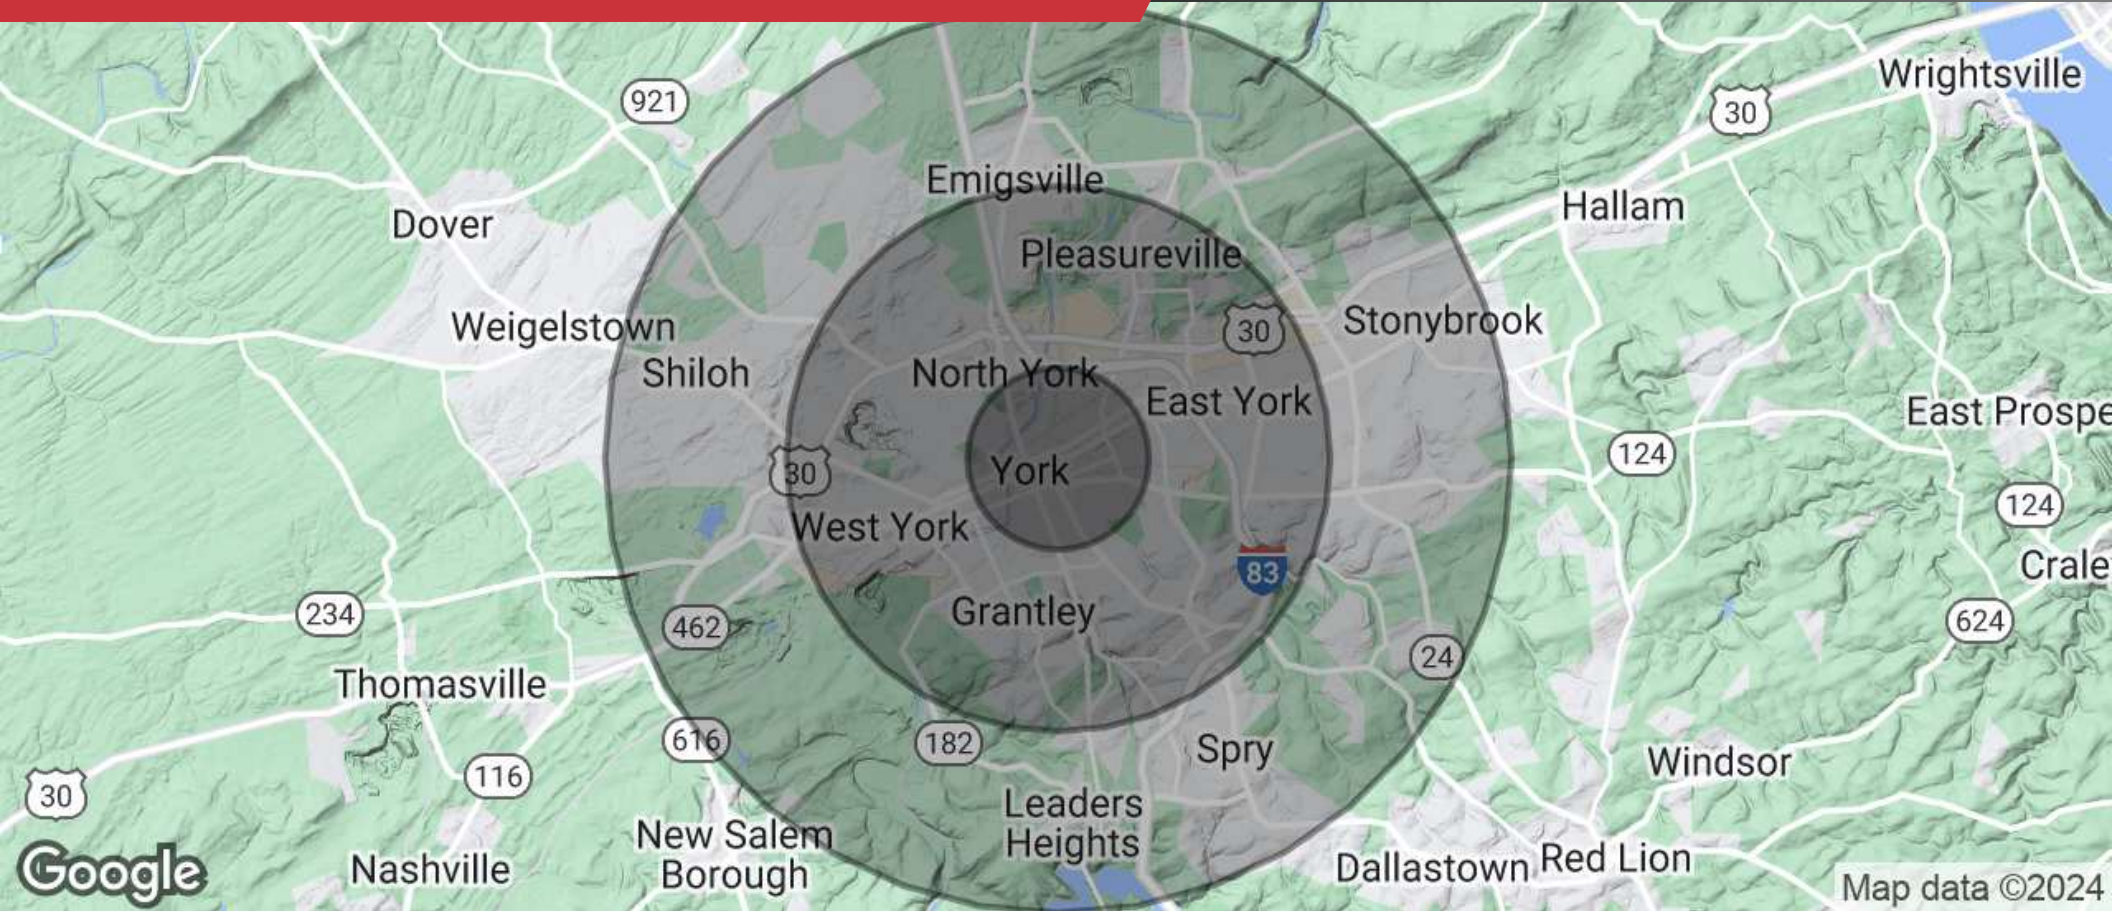 Wrightsville
921
30
Emigsville
Hallam
Dover
Pleasureville
Weigelstown
30
Stonybrook
Shiloh
North York
East York
East Prospe
124
York
30
124
West York
83
Crale
Grantley
234
462
624
24
Thomasville
616
182
Spry
Windsor
116
30
Leaders
Heights
New Salem
Borough
Dallastown
Red Lion
Nashville
Google
Map data ©2024